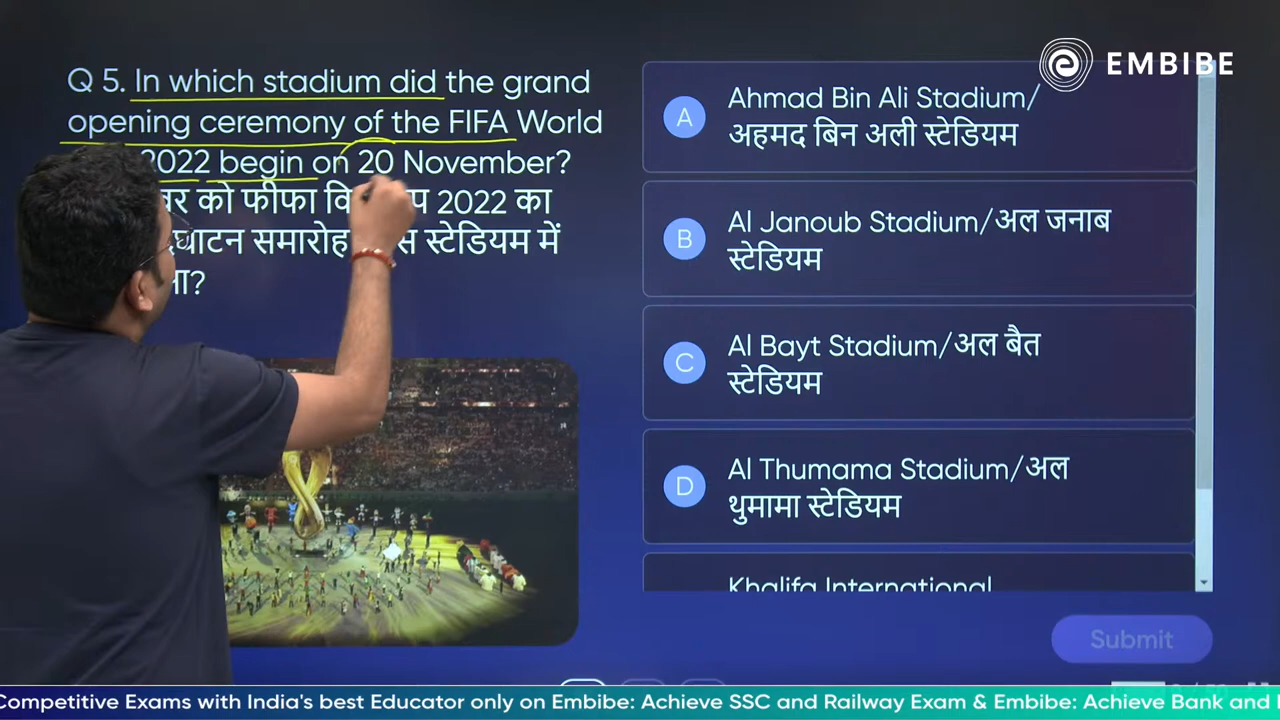 EMBIBE
Q 5. In which stadium did the grand
opening ceremony of the FIFA World
2022 begin on 20 November?
को फीफा 2022 का
समारोह स्टेडियम में
A
Ahmad Bin Ali Stadium/
अहमद बिन अली स्टेडियम
B
Al Janoub Stadium/अल जनाब
स्टेडियम
C
Al Bayt Stadium/अल बैत
स्टेडियम
D
Al Thumama Stadium/अल
थुमामा स्टेडियम
Khalifa International
Submit
Competitive Exams with India's best Educator only on Embibe: Achieve SSC and Railway Exam & Embibe: Achieve Bank and